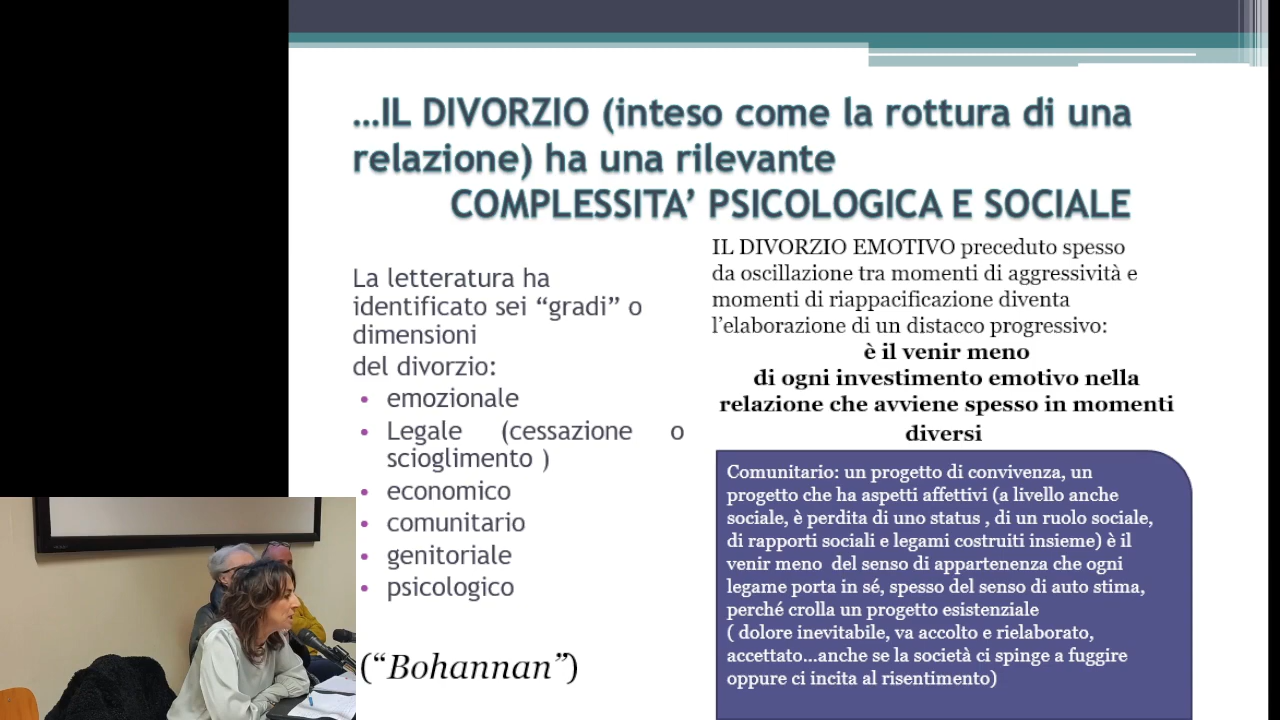 …IL DIVORZIO (inteso come la rottura di una
relazione) ha una rilevante
COMPLESSITA’ PSICOLOGICA E SOCIALE
La letteratura ha
identificato sei “gradi” o
dimensioni
del divorzio:
• emozionale
• Legale (cessazione o
scioglimento )
• economico
• comunitario
• genitoriale
• psicologico
(“Bohannan”)
IL DIVORZIO EMOTIVO preceduto spesso
da oscillazione tra momenti di aggressività e
momenti di riappacificazione diventa
l’elaborazione di un distacco progressivo:
è il venir meno
di ogni investimento emotivo nella
relazione che avviene spesso in momenti
diversi
Comunitario: un progetto di convivenza, un
progetto che ha aspetti affettivi (a livello anche
sociale, è perdita di uno status , di un ruolo sociale,
di rapporti sociali e legami costruiti insieme) è il
venir meno  del senso di appartenenza che ogni
legame porta in sé, spesso del senso di auto stima,
perché crolla un progetto esistenziale
( dolore inevitabile, va accolto e rielaborato,
accettato…anche se la società ci spinge a fuggire
oppure ci incita al risentimento)